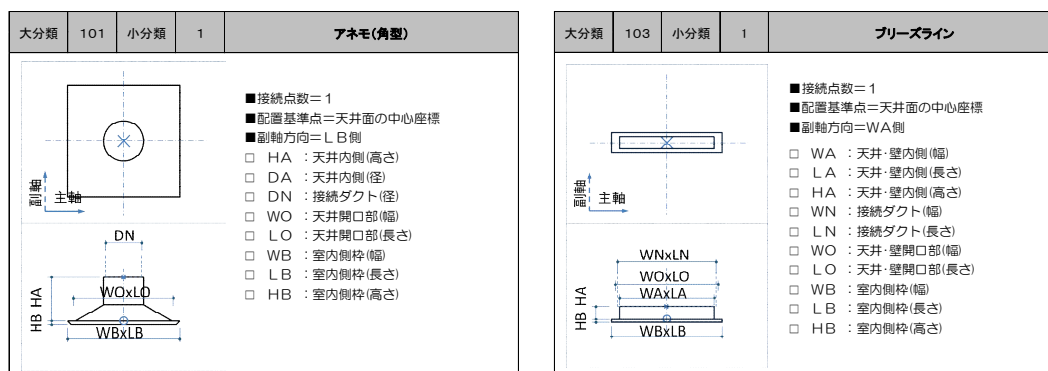 大分類 101 小分類 1 アネモ(角型)
副軸
主軸
DN
WOxLO
HB HA
WBxLB
■接続点数=1
■配置基準点=天井面の中心座標
■副軸方向=LB側
□ HA :天井内側(高さ)
□ DA :天井内側(径)
□ DN :接続ダクト(径)
□ WO :天井開口部(幅)
□ LO :天井開口部(長さ)
□ WB :室内側枠(幅)
□ LB :室内側枠(長さ)
□ HB :室内側枠(高さ)
大分類 103 小分類 1 ブリーズライン
副軸
主軸
WNxLN
WOxLO
WAxLA
HB HA
WBxLB
■接続点数=1
■配置基準点=天井面の中心座標
■副軸方向=WA側
□ WA :天井・壁内側(幅)
□ LA :天井・壁内側(長さ)
□ HA :天井・壁内側(高さ)
□ WN :接続ダクト(幅)
□ LN :接続ダクト(長さ)
□ WO :天井・壁開口部(幅)
□ LO :天井・壁開口部(長さ)
□ WB :室内側枠(幅)
□ LB :室内側枠(長さ)
□ HB :室内側枠(高さ)